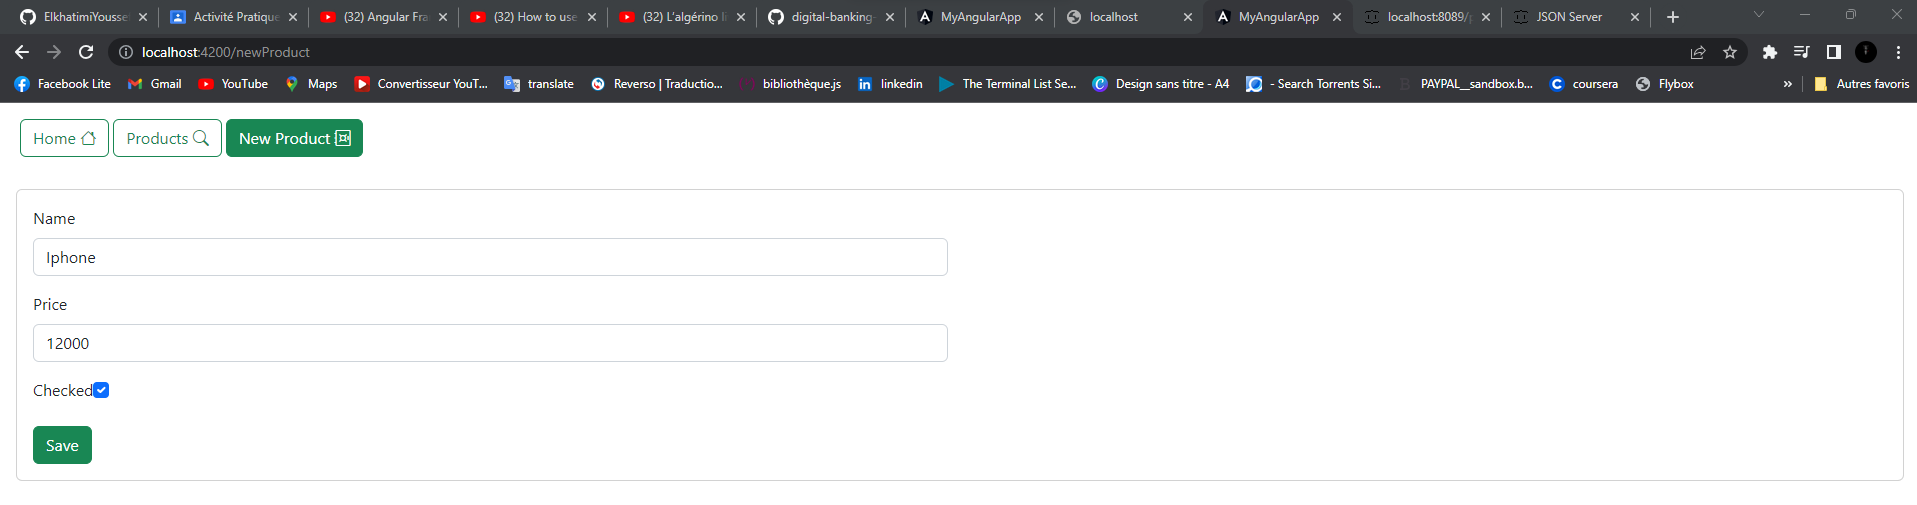 ElkhatimiYousse
Activité Pratique
(32) Angular Fra
(32) How to use
(32) L'algérino li
digital-banking-
MyAngularApp
localhost
MyAngularApp
localhost:8089/
JSON Server
localhost:4200/newProduct
Facebook Lite
Gmail
YouTube
Maps
Convertisseur YouT...
translate
Reverso | Traductio...
bibliothèque.js
linkedin
The Terminal List Se...
Design sans titre - A4
- Search Torrents Si...
PAYPAL__sandbox.b...
coursera
Flybox
»
Autres favoris
Home
Products
New Product
Name
Iphone
Price
12000
Checked
Save